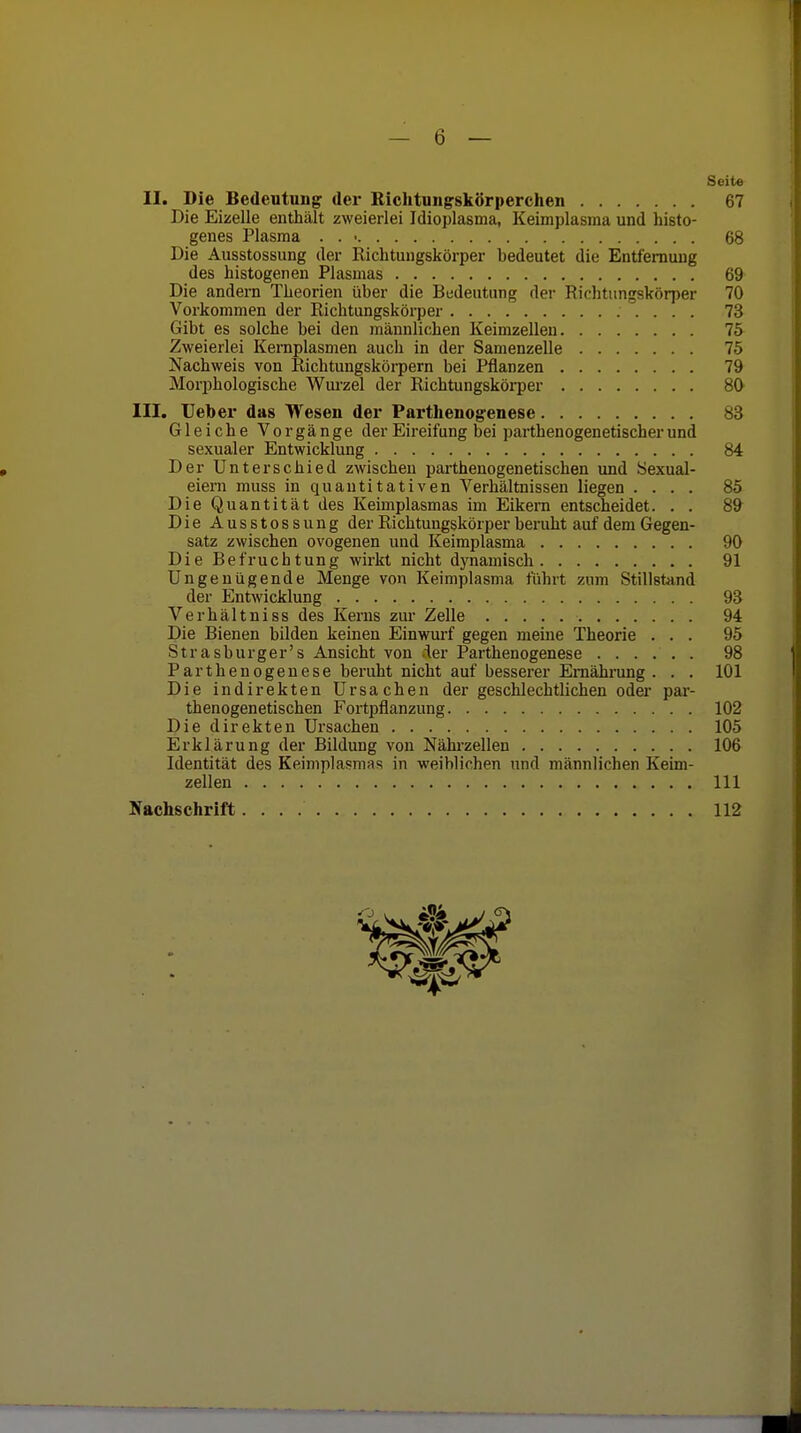 — 6 —
Seite
II. Die Bedeutung der Richtungskörperchen . . . . . . . 67
Die Eizelle enthält zweierlei Idioplasma, Keimplasma und histo-
genes Plasma . . . . . . . . . . . . . . . . . . . . 68
Die Ausstossung der Richtungskörper bedeutet die Entfernung
des histogenen Plasmas . . . . . . . . . . . . . . . . . 69
Die andern Theorien über die Bedeutung der Richtungskörper 70
Vorkommen der Richtungskörper . . . . . . . . . . . . . . 73
Gibt es solche bei den männlichen Keimzellen. . . . . . . . 75
Zweierlei Kernplasmen auch in der Samenzelle . . . . . . . 75
Nachweis von Richtungskörpern bei Pflanzen . . . . . . . . 79
Morphologische Wurzel der Richtungskörper . . . . . . . . 80
III. Ueber das Wesen der Parthenogenese . . . . . . . . . 83
Gleiche Vorgänge der Eireifung bei parthenogenetischer und
sexualer Entwicklung . . . . . . . . . . . . . . . . . . 84
Der Unterschied zwischen parthenogenetischen und Sexual-
eiern muss in quantitativen Verhältnissen liegen . . . . 85
Die Quantität des Keimplasmas im Eikern entscheidet. . . 89
Die Ausstossung der Richtungskörper beruht auf dem Gegen-
satz zwischen ovogenen und Keimplasma . . . . . . . . . 90
Die Befruchtung wirkt nicht dynamisch . . . . . . . . . 91
Ungenügende Menge von Keimplasma führt zum Stillstand
der Entwicklung . . . . . . . . . . . . . . . . . . . . 93
Verhältniss des Kerns zur Zelle . . . . . . . . . . . . 94
Die Bienen bilden keinen Einwurf gegen meine Theorie . . . 95
Strasburger's Ansicht von der Parthenogenese . . . . . . 98
Parthenogenese beruht nicht auf besserer Ernährung . . . 101
Die indirekten Ursachen der geschlechtlichen oder par-
thenogenetischen Fortpflanzung. . . . . . . . . . . . . . 102
Die direkten Ursachen . . . . . . . . . . . . . . . . . 105
Erklärung der Bildung von Nährzellen . . . . . . . . . . 106
Identität des Keimplasmas in weiblichen und männlichen Keim-
zellen . . . . . . . . . . . . . . . . . . . . . . . . . 111
Nachschrift . . . . . . . . . . . . . . . . . . . . . . . 112